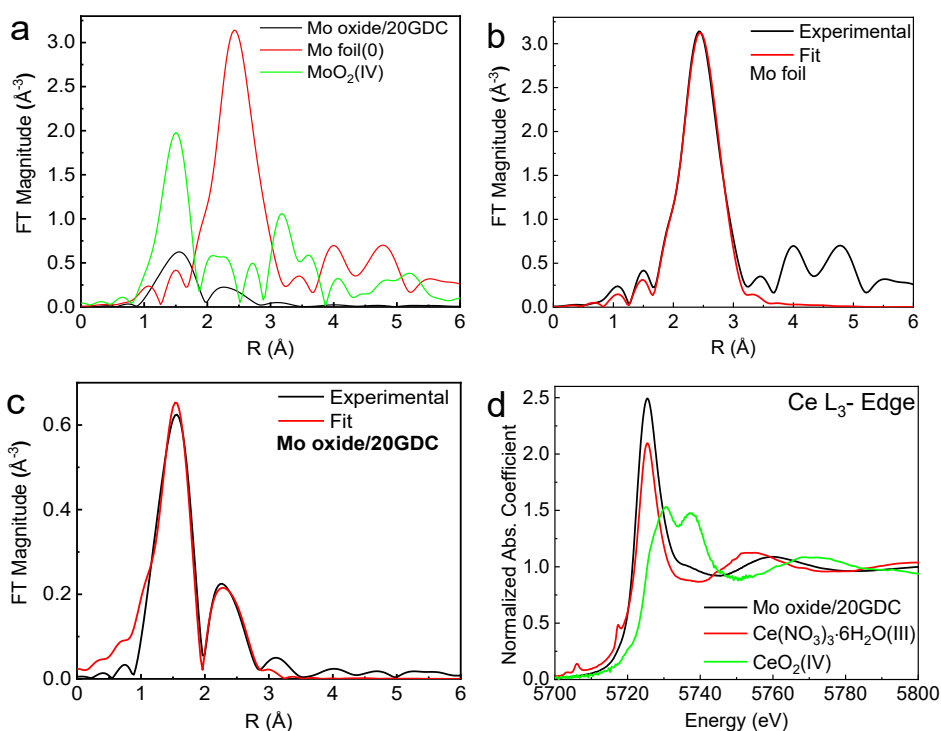 a
Mo oxide/20GDC
Mo foil(0)
MoO₂(IV)
FT Magnitude (Å⁻³)
3.0
2.5
2.0
1.5
1.0
0.5
0.0
0 1 2 3 4 5 6
R (Å)
b
Experimental
Fit
Mo foil
FT Magnitude (Å⁻³)
3.0
2.5
2.0
1.5
1.0
0.5
0.0
0 1 2 3 4 5 6
R (Å)
c
Experimental
Fit
Mo oxide/20GDC
FT Magnitude (Å⁻³)
0.6
0.4
0.2
0.0
0 1 2 3 4 5 6
R (Å)
d
Ce L₃- Edge
Normalized Abs. Coefficient
2.5
2.0
1.5
1.0
0.5
0.0
Mo oxide/20GDC
Ce(NO₃)₃·6H₂O(III)
CeO₂(IV)
5700 5720 5740 5760 5780 5800
Energy (eV)